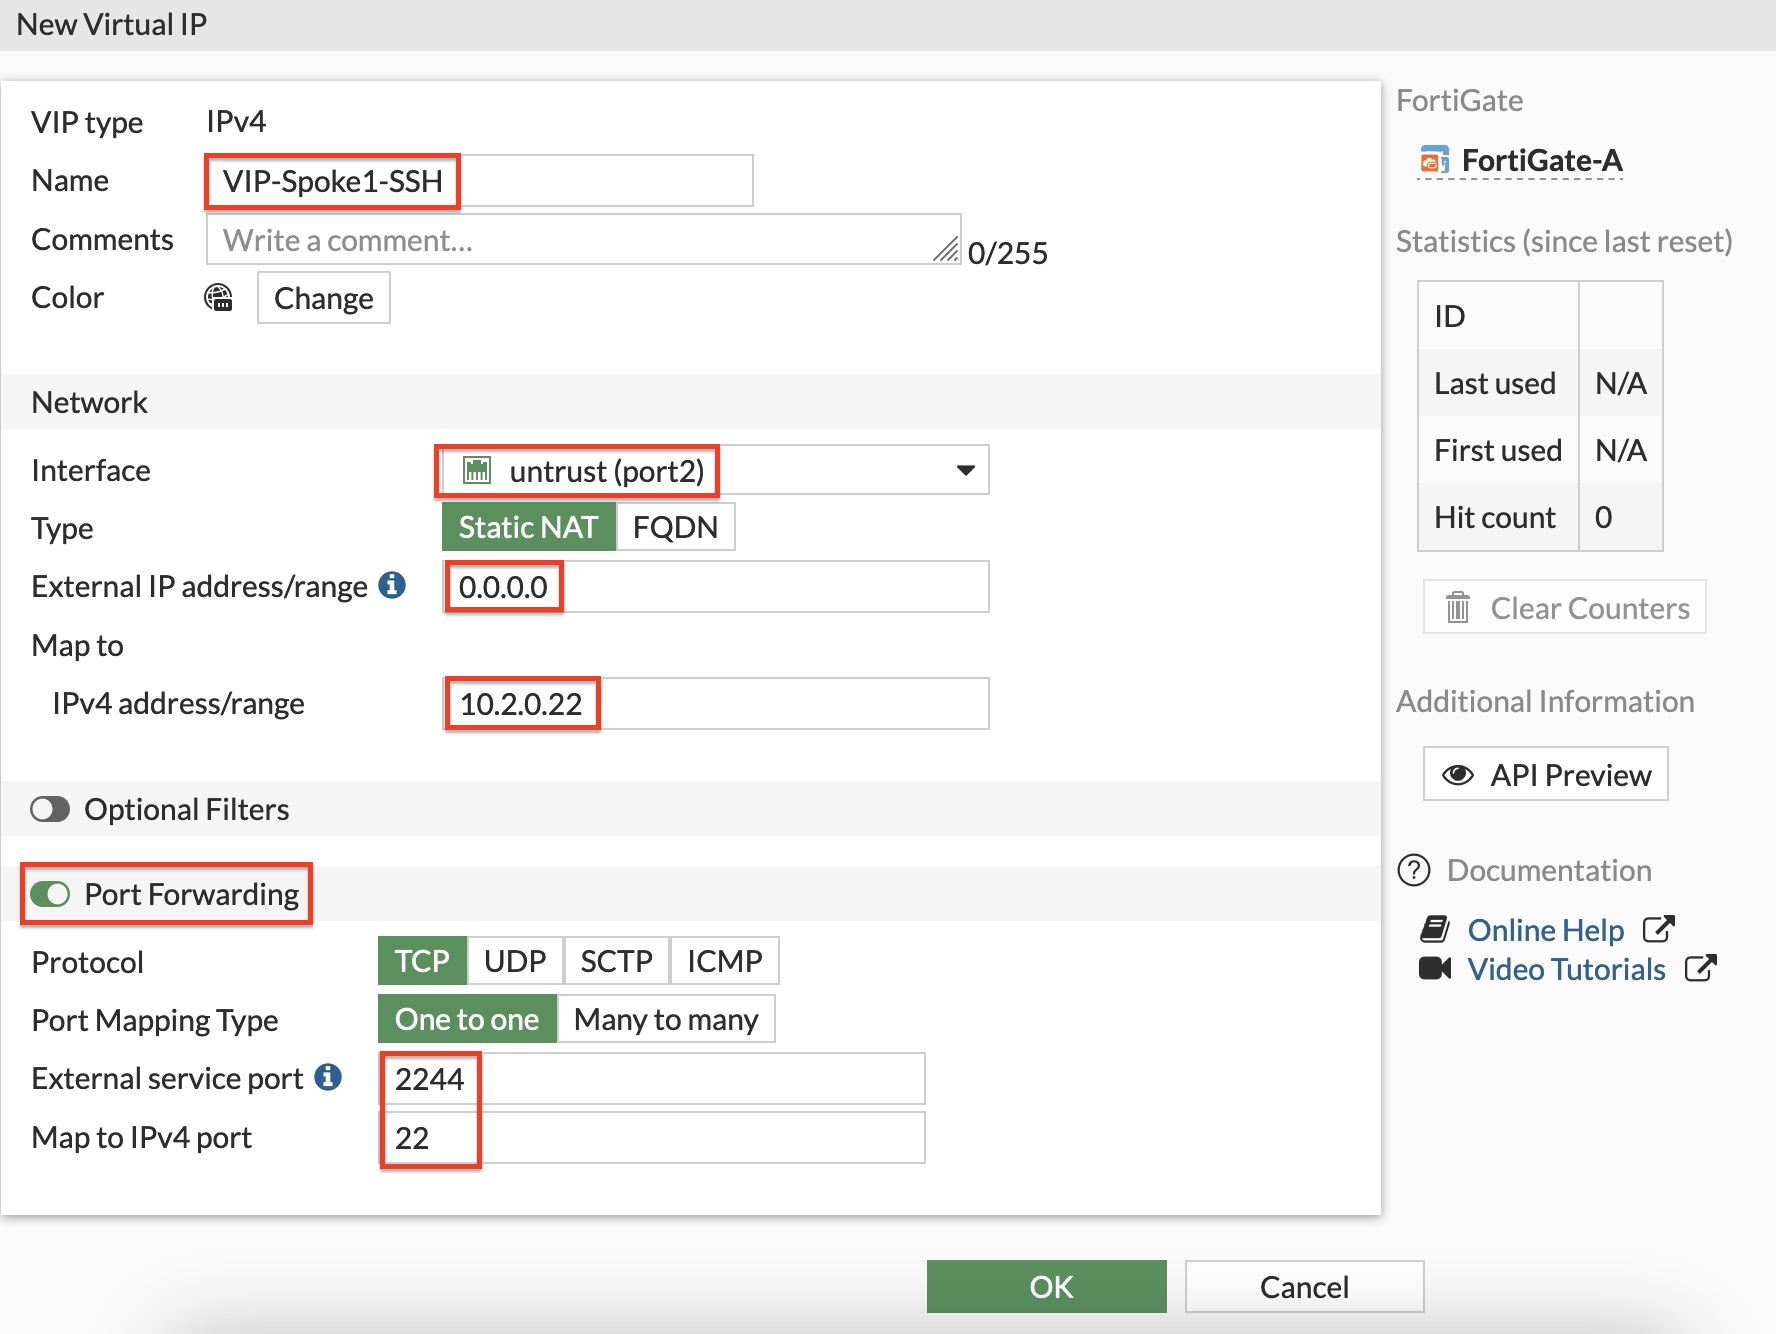 New Virtual IP
VIP type IPv4
Name VIP-Spoke1-SSH
Comments Write a comment... 0/255
Color Change
Network
Interface untrust (port2)
Type Static NAT FQDN
External IP address/range 0.0.0.0
Map to
IPv4 address/range 10.2.0.22
Optional Filters
Port Forwarding
Protocol TCP UDP SCTP ICMP
Port Mapping Type One to one Many to many
External service port 2244
Map to IPv4 port 22
OK Cancel
FortiGate
FortiGate-A
Statistics (since last reset)
ID
Last used N/A
First used N/A
Hit count 0
Clear Counters
Additional Information
API Preview
Documentation
Online Help
Video Tutorials